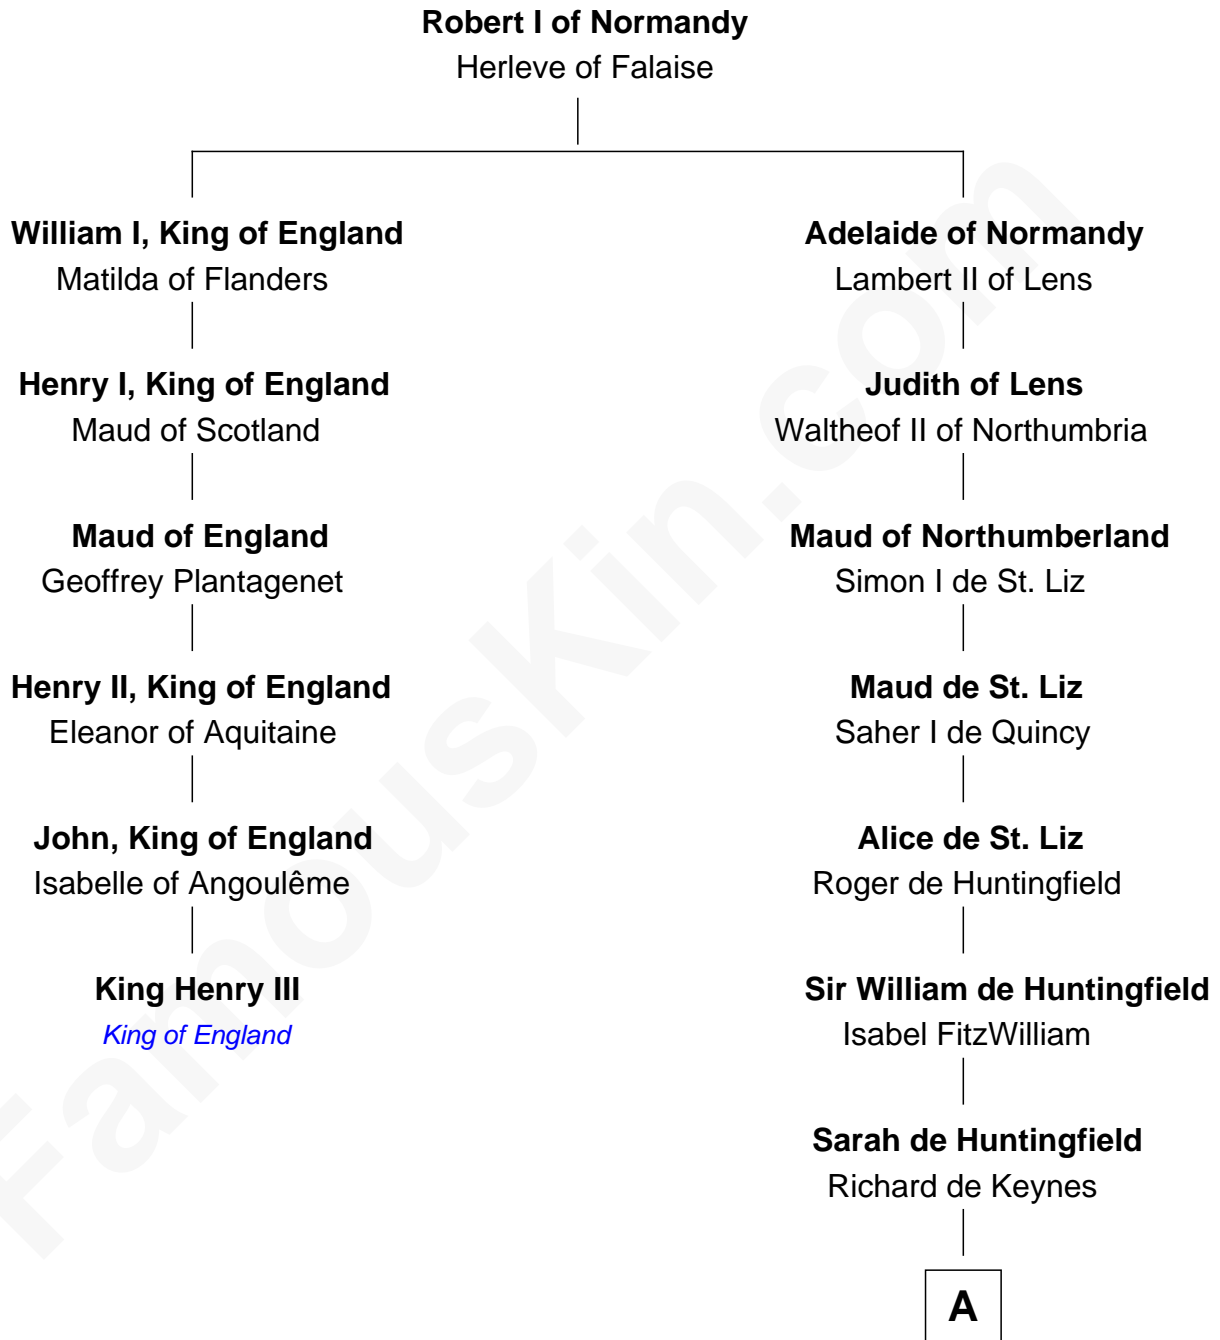 Robert I of Normandy
Herleve of Falaise
William I, King of England
Matilda of Flanders
Henry I, King of England
Maud of Scotland
Maud of England
Geoffrey Plantagenet
Henry II, King of England
Eleanor of Aquitaine
John, King of England
Isabelle of Angoulême
King Henry III
King of England
Adelaide of Normandy
Lambert II of Lens
Judith of Lens
Waltheof II of Northumbria
Maud of Northumberland
Simon I de St. Liz
Maud de St. Liz
Saher I de Quincy
Alice de St. Liz
Roger de Huntingfield
Sir William de Huntingfield
Isabel FitzWilliam
Sarah de Huntingfield
Richard de Keynes
A
FamousKin.com